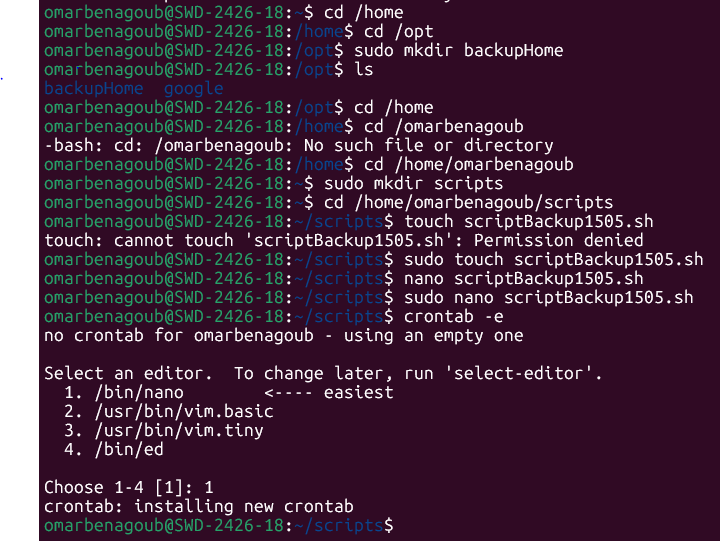 omarbenagoub@SWD-2426-18:~$ cd /home
omarbenagoub@SWD-2426-18:/home$ cd /opt
omarbenagoub@SWD-2426-18:/opt$ sudo mkdir backupHome
omarbenagoub@SWD-2426-18:/opt$ ls
backupHome  google
omarbenagoub@SWD-2426-18:/opt$ cd /home
omarbenagoub@SWD-2426-18:/home$ cd /omarbenagoub
-bash: cd: /omarbenagoub: No such file or directory
omarbenagoub@SWD-2426-18:/home$ cd /home/omarbenagoub
omarbenagoub@SWD-2426-18:~$ sudo mkdir scripts
omarbenagoub@SWD-2426-18:~$ cd /home/omarbenagoub/scripts
omarbenagoub@SWD-2426-18:~/scripts$ touch scriptBackup1505.sh
touch: cannot touch 'scriptBackup1505.sh': Permission denied
omarbenagoub@SWD-2426-18:~/scripts$ sudo touch scriptBackup1505.sh
omarbenagoub@SWD-2426-18:~/scripts$ nano scriptBackup1505.sh
omarbenagoub@SWD-2426-18:~/scripts$ sudo nano scriptBackup1505.sh
omarbenagoub@SWD-2426-18:~/scripts$ crontab -e
no crontab for omarbenagoub - using an empty one

Select an editor.  To change later, run 'select-editor'.
  1. /bin/nano        <---- easiest
  2. /usr/bin/vim.basic
  3. /usr/bin/vim.tiny
  4. /bin/ed

Choose 1-4 [1]: 1
crontab: installing new crontab
omarbenagoub@SWD-2426-18:~/scripts$